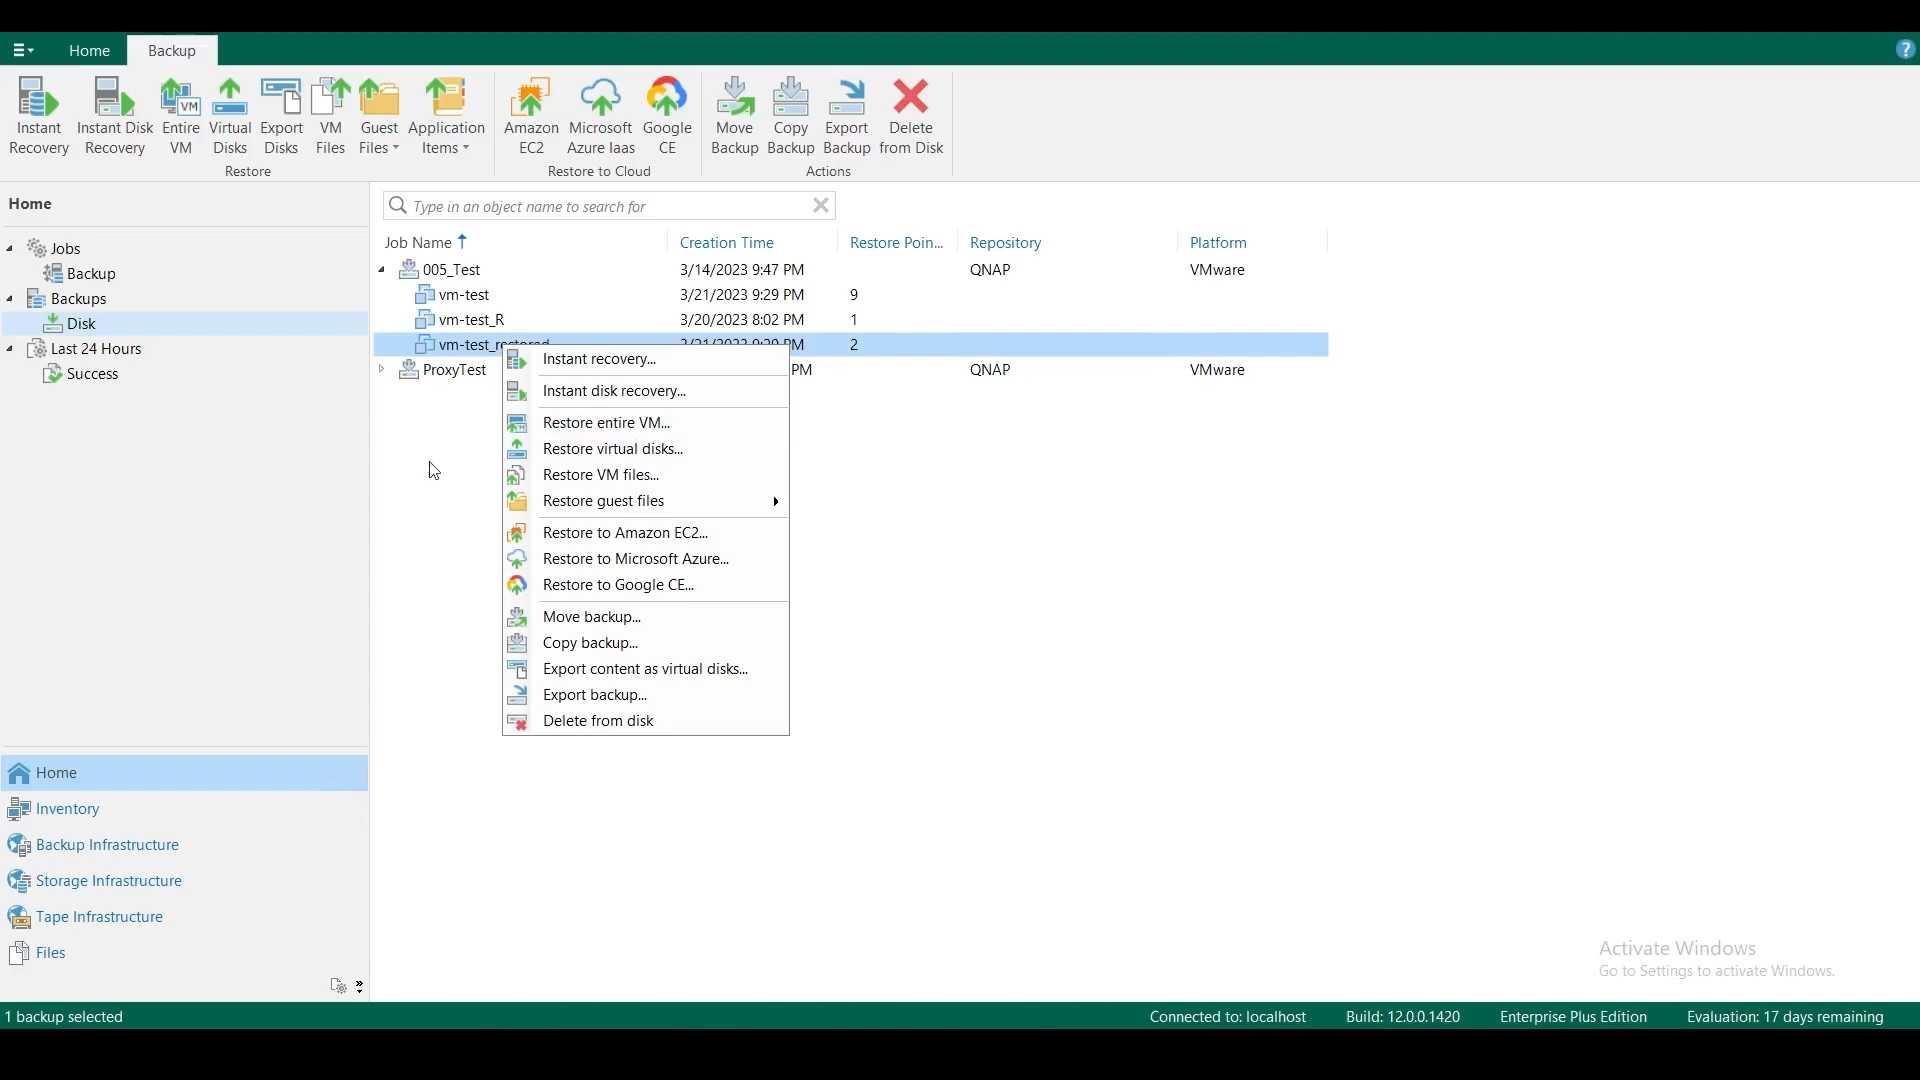 Home
Backup
?
Instant Recovery
Instant Disk Recovery
Entire VM
Virtual Disks
Export Disks
VM Files
Guest Files
Application Items
Restore
Amazon EC2
Microsoft Azure Iaas
Google CE
Restore to Cloud
Move Backup
Copy Backup
Export Backup
Delete from Disk
Actions
Home
Jobs
Backup
Backups
Disk
Last 24 Hours
Success
Type in an object name to search for
Job Name Creation Time Restore Poin... Repository Platform
005_Test 3/14/2023 9:47 PM QNAP VMware
vm-test 3/21/2023 9:29 PM 9
vm-test_R 3/20/2023 8:02 PM 1
vm-test_restored 3/21/2023 9:29 PM 2
ProxyTest PM QNAP VMware
Instant recovery...
Instant disk recovery...
Restore entire VM...
Restore virtual disks...
Restore VM files...
Restore guest files
Restore to Amazon EC2...
Restore to Microsoft Azure...
Restore to Google CE...
Move backup...
Copy backup...
Export content as virtual disks...
Export backup...
Delete from disk
Home
Inventory
Backup Infrastructure
Storage Infrastructure
Tape Infrastructure
Files
Activate Windows
Go to Settings to activate Windows.
1 backup selected
Connected to: localhost Build: 12.0.0.1420 Enterprise Plus Edition Evaluation: 17 days remaining